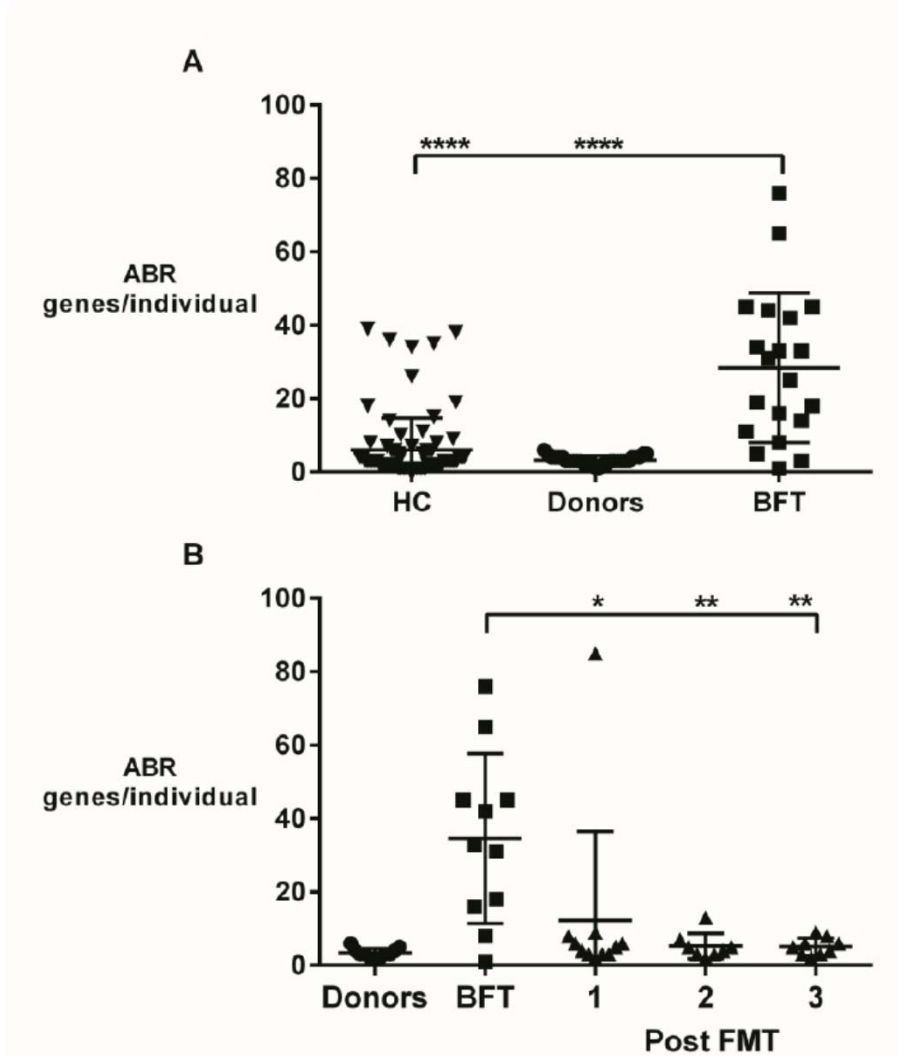 A
100
**** ****
80
60
ABR
genes/individual
40
20
0
HC Donors BFT
B
100
* ** **
80
60
ABR
genes/individual
40
20
0
Donors BFT 1 2 3
Post FMT